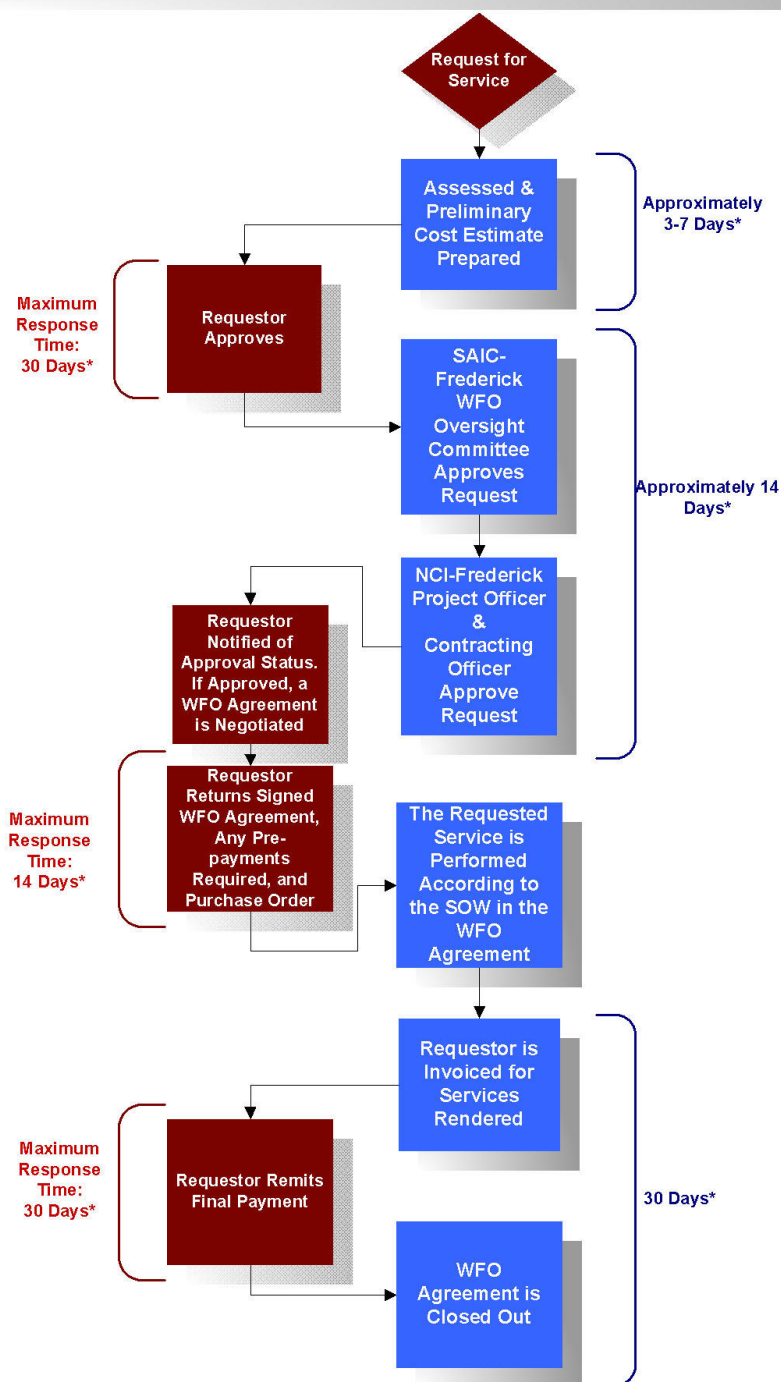 Request for
Service
Assessed &
Preliminary
Cost Estimate
Prepared
Approximately
3-7 Days*
Maximum
Response
Time:
30 Days*
Requestor
Approves
SAIC-
Frederick
WFO
Oversight
Committee
Approves
Request
Approximately 14
Days*
NCI-Frederick
Project Officer
&
Contracting
Officer
Approve
Request
Requestor
Notified of
Approval Status.
If Approved, a
WFO Agreement
is Negotiated
Maximum
Response
Time:
14 Days*
Requestor
Returns Signed
WFO Agreement,
Any Pre-
payments
Required, and
Purchase Order
The Requested
Service is
Performed
According to
the SOW in the
WFO
Agreement
Requestor is
Invoiced for
Services
Rendered
Maximum
Response
Time:
30 Days*
Requestor Remits
Final Payment
30 Days*
WFO
Agreement is
Closed Out